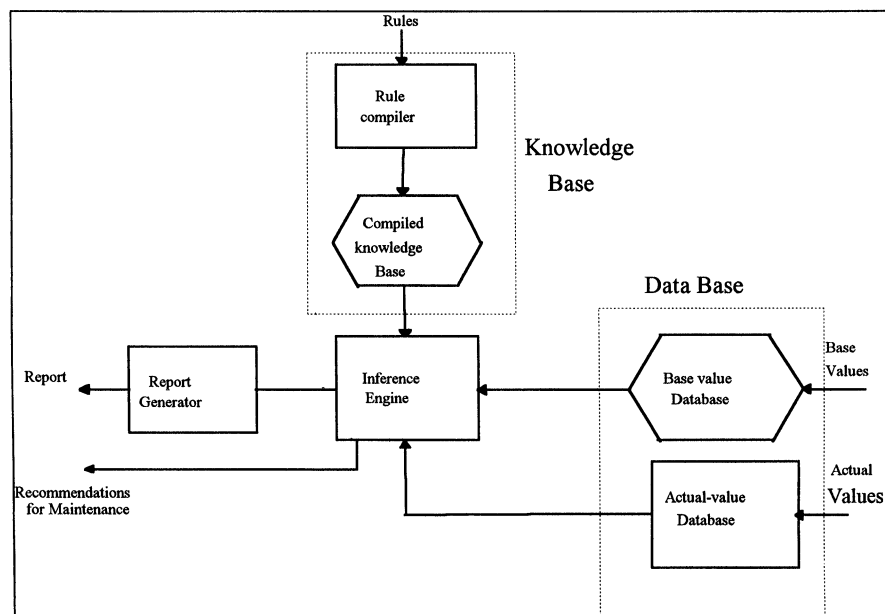 Rules
Rule
compiler
Knowledge
Base
Compiled
knowledge
Base
Data Base
Report
Report
Generator
Inference
Engine
Base value
Database
Base
Values
Recommendations
for Maintenance
Actual-value
Database
Actual
Values